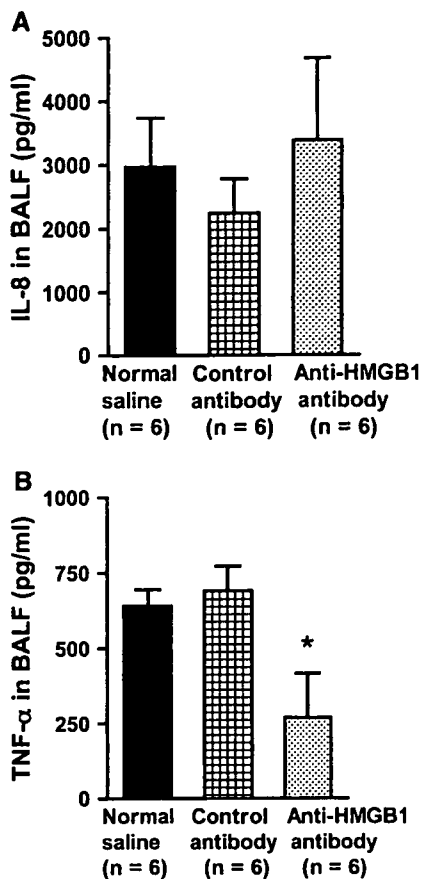 A
IL-8 in BALF (pg/ml)
5000
4000
3000
2000
1000
0
Normal saline (n = 6)
Control antibody (n = 6)
Anti-HMGB1 antibody (n = 6)
B
TNF-α in BALF (pg/ml)
1000
750
500
250
0
*
Normal saline (n = 6)
Control antibody (n = 6)
Anti-HMGB1 antibody (n = 6)